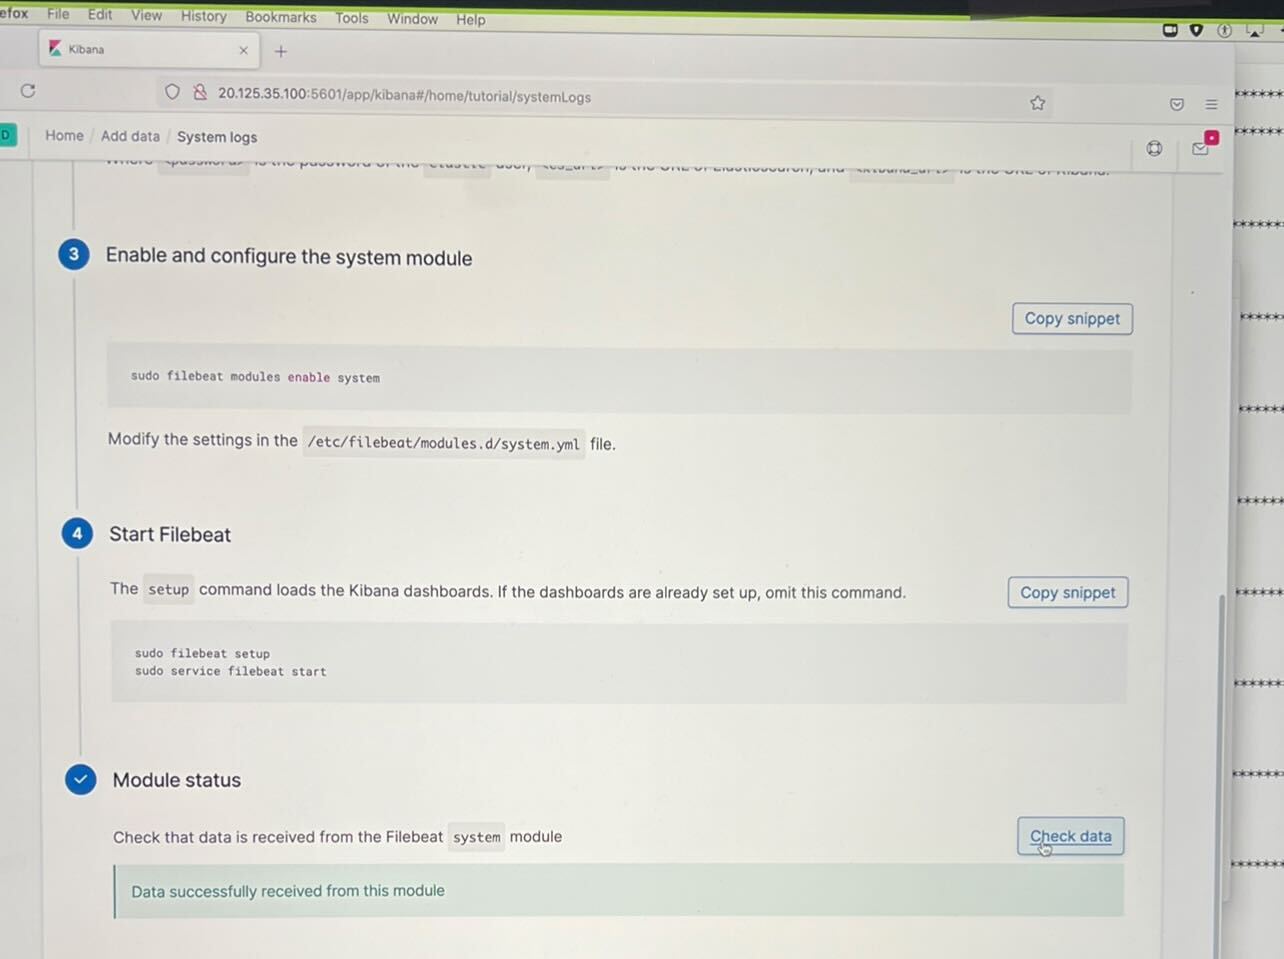 efox File Edit View History Bookmarks Tools Window Help
Kibana
20.125.35.100:5601/app/kibana#/home/tutorial/systemLogs
D Home / Add data / System logs
3 Enable and configure the system module
Copy snippet
sudo filebeat modules enable system
Modify the settings in the /etc/filebeat/modules.d/system.yml file.
4 Start Filebeat
The setup command loads the Kibana dashboards. If the dashboards are already set up, omit this command.
Copy snippet
sudo filebeat setup
sudo service filebeat start
Module status
Check that data is received from the Filebeat system module
Check data
Data successfully received from this module